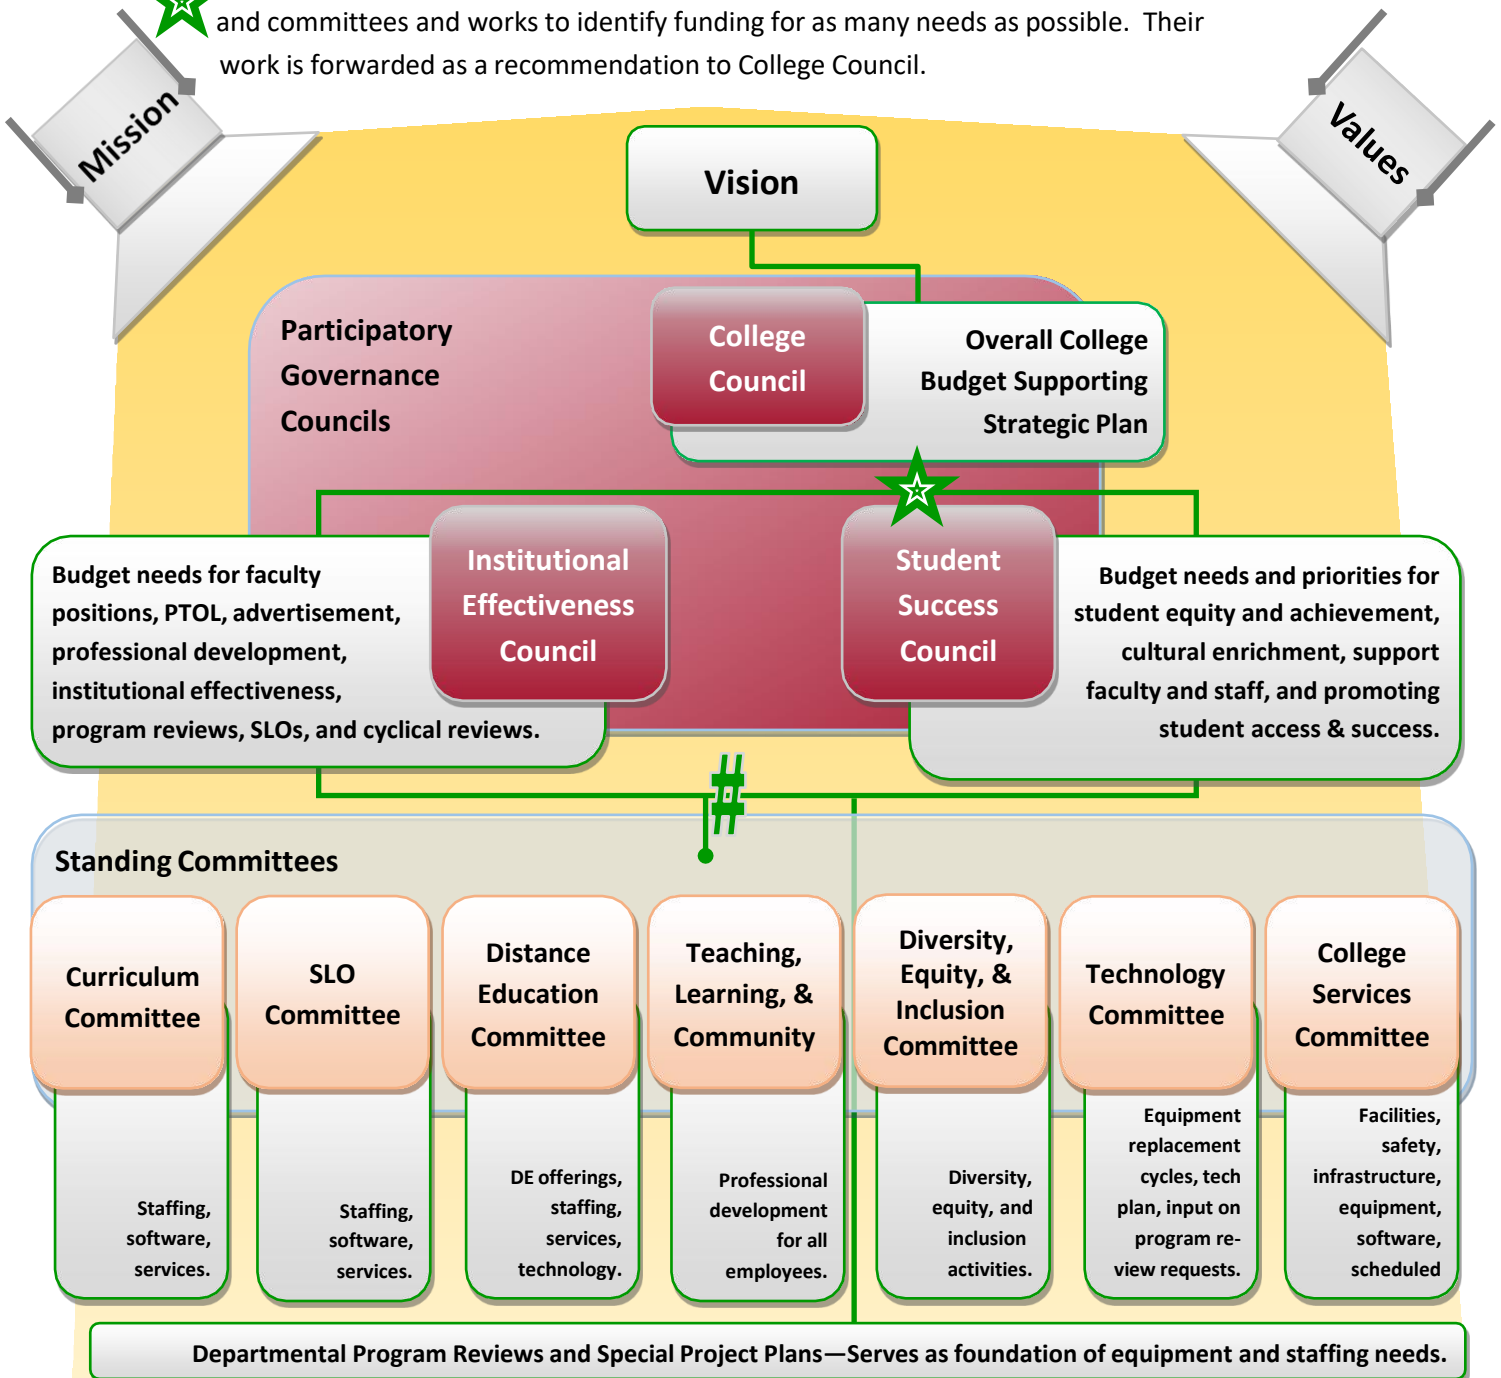 and committees and works to identify funding for as many needs as possible.  Their
work is forwarded as a recommendation to College Council.
Mission
Values
Vision
Participatory
Governance
Councils
College
Council
Overall College
Budget Supporting
Strategic Plan
Budget needs for faculty
positions, PTOL, advertisement,
professional development,
institutional effectiveness,
program reviews, SLOs, and cyclical reviews.
Institutional
Effectiveness
Council
Student
Success
Council
Budget needs and priorities for
student equity and achievement,
cultural enrichment, support
faculty and staff, and promoting
student access & success.
#
Standing Committees
Curriculum
Committee
Staffing,
software,
services.
SLO
Committee
Staffing,
software,
services.
Distance
Education
Committee
DE offerings,
staffing,
services,
technology.
Teaching,
Learning, &
Community
Professional
development
for all
employees.
Diversity,
Equity, &
Inclusion
Committee
Diversity,
equity, and
inclusion
activities.
Technology
Committee
Equipment
replacement
cycles, tech
plan, input on
program re-
view requests.
College
Services
Committee
Facilities,
safety,
infrastructure,
equipment,
software,
scheduled
Departmental Program Reviews and Special Project Plans—Serves as foundation of equipment and staffing needs.